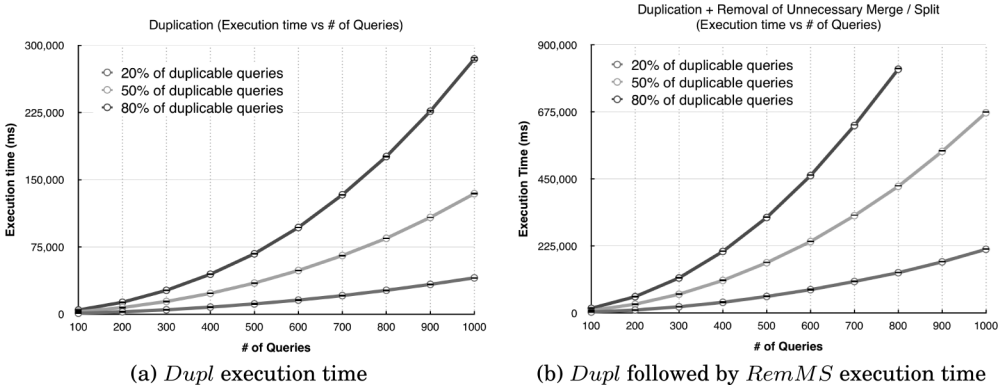 Duplication (Execution time vs # of Queries)
300,000
225,000
150,000
75,000
0
Execution time (ms)
20% of duplicable queries
50% of duplicable queries
80% of duplicable queries
100 200 300 400 500 600 700 800 900 1000
# of Queries
(a) Dupl execution time
Duplication + Removal of Unnecessary Merge / Split
(Execution time vs # of Queries)
900,000
675,000
450,000
225,000
0
Execution Time (ms)
20% of duplicable queries
50% of duplicable queries
80% of duplicable queries
100 200 300 400 500 600 700 800 900 1000
# of Queries
(b) Dupl followed by RemMS execution time